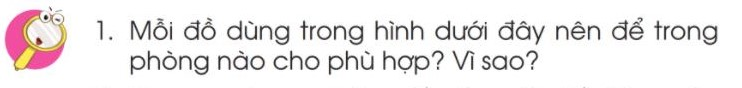 1. Mỗi đồ dùng trong hình dưới đây nên để trong
phòng nào cho phù hợp? Vì sao?